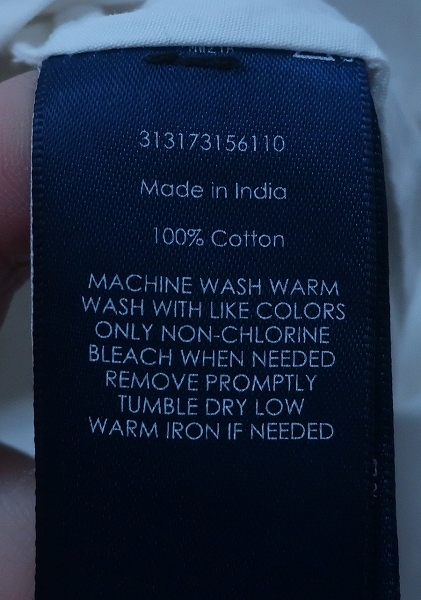 313173156110
Made in India
100% Cotton
MACHINE WASH WARM
WASH WITH LIKE COLORS
ONLY NON-CHLORINE
BLEACH WHEN NEEDED
REMOVE PROMPTLY
TUMBLE DRY LOW
WARM IRON IF NEEDED